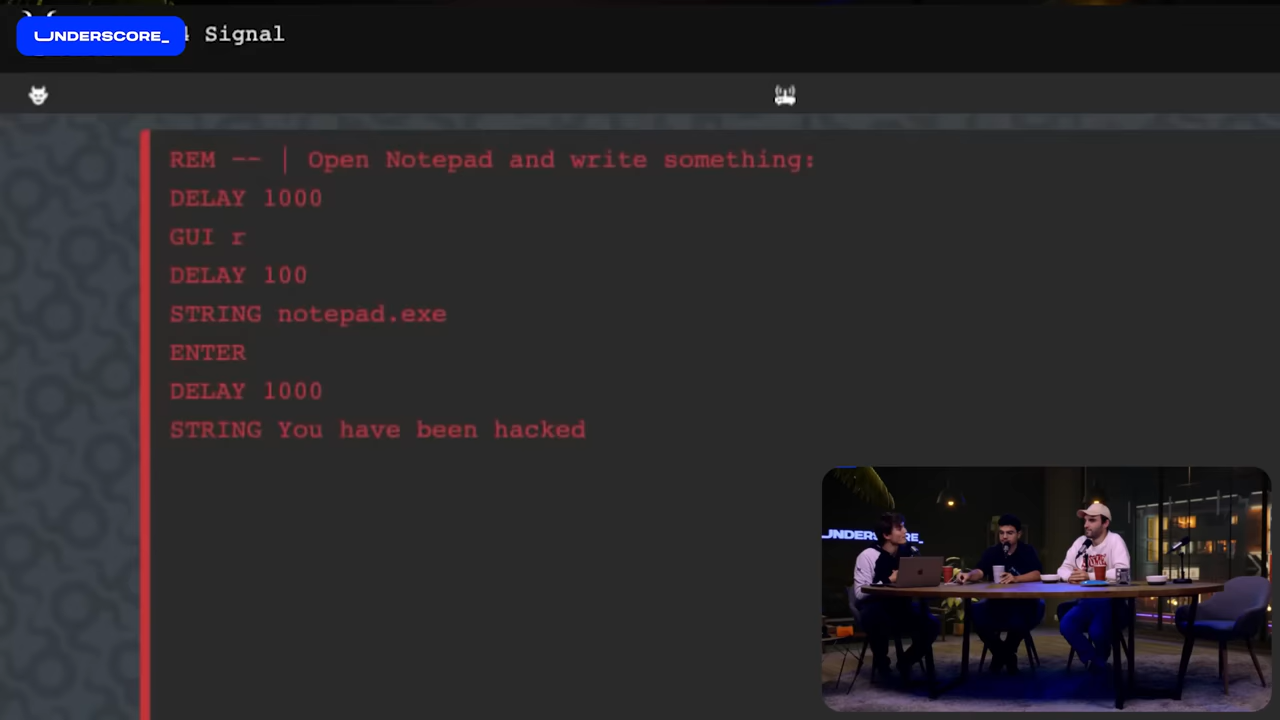 UNDERSCORE_
4 Signal
REM -- | Open Notepad and write something:
DELAY 1000
GUI r
DELAY 100
STRING notepad.exe
ENTER
DELAY 1000
STRING You have been hacked
UNDERSCORE_